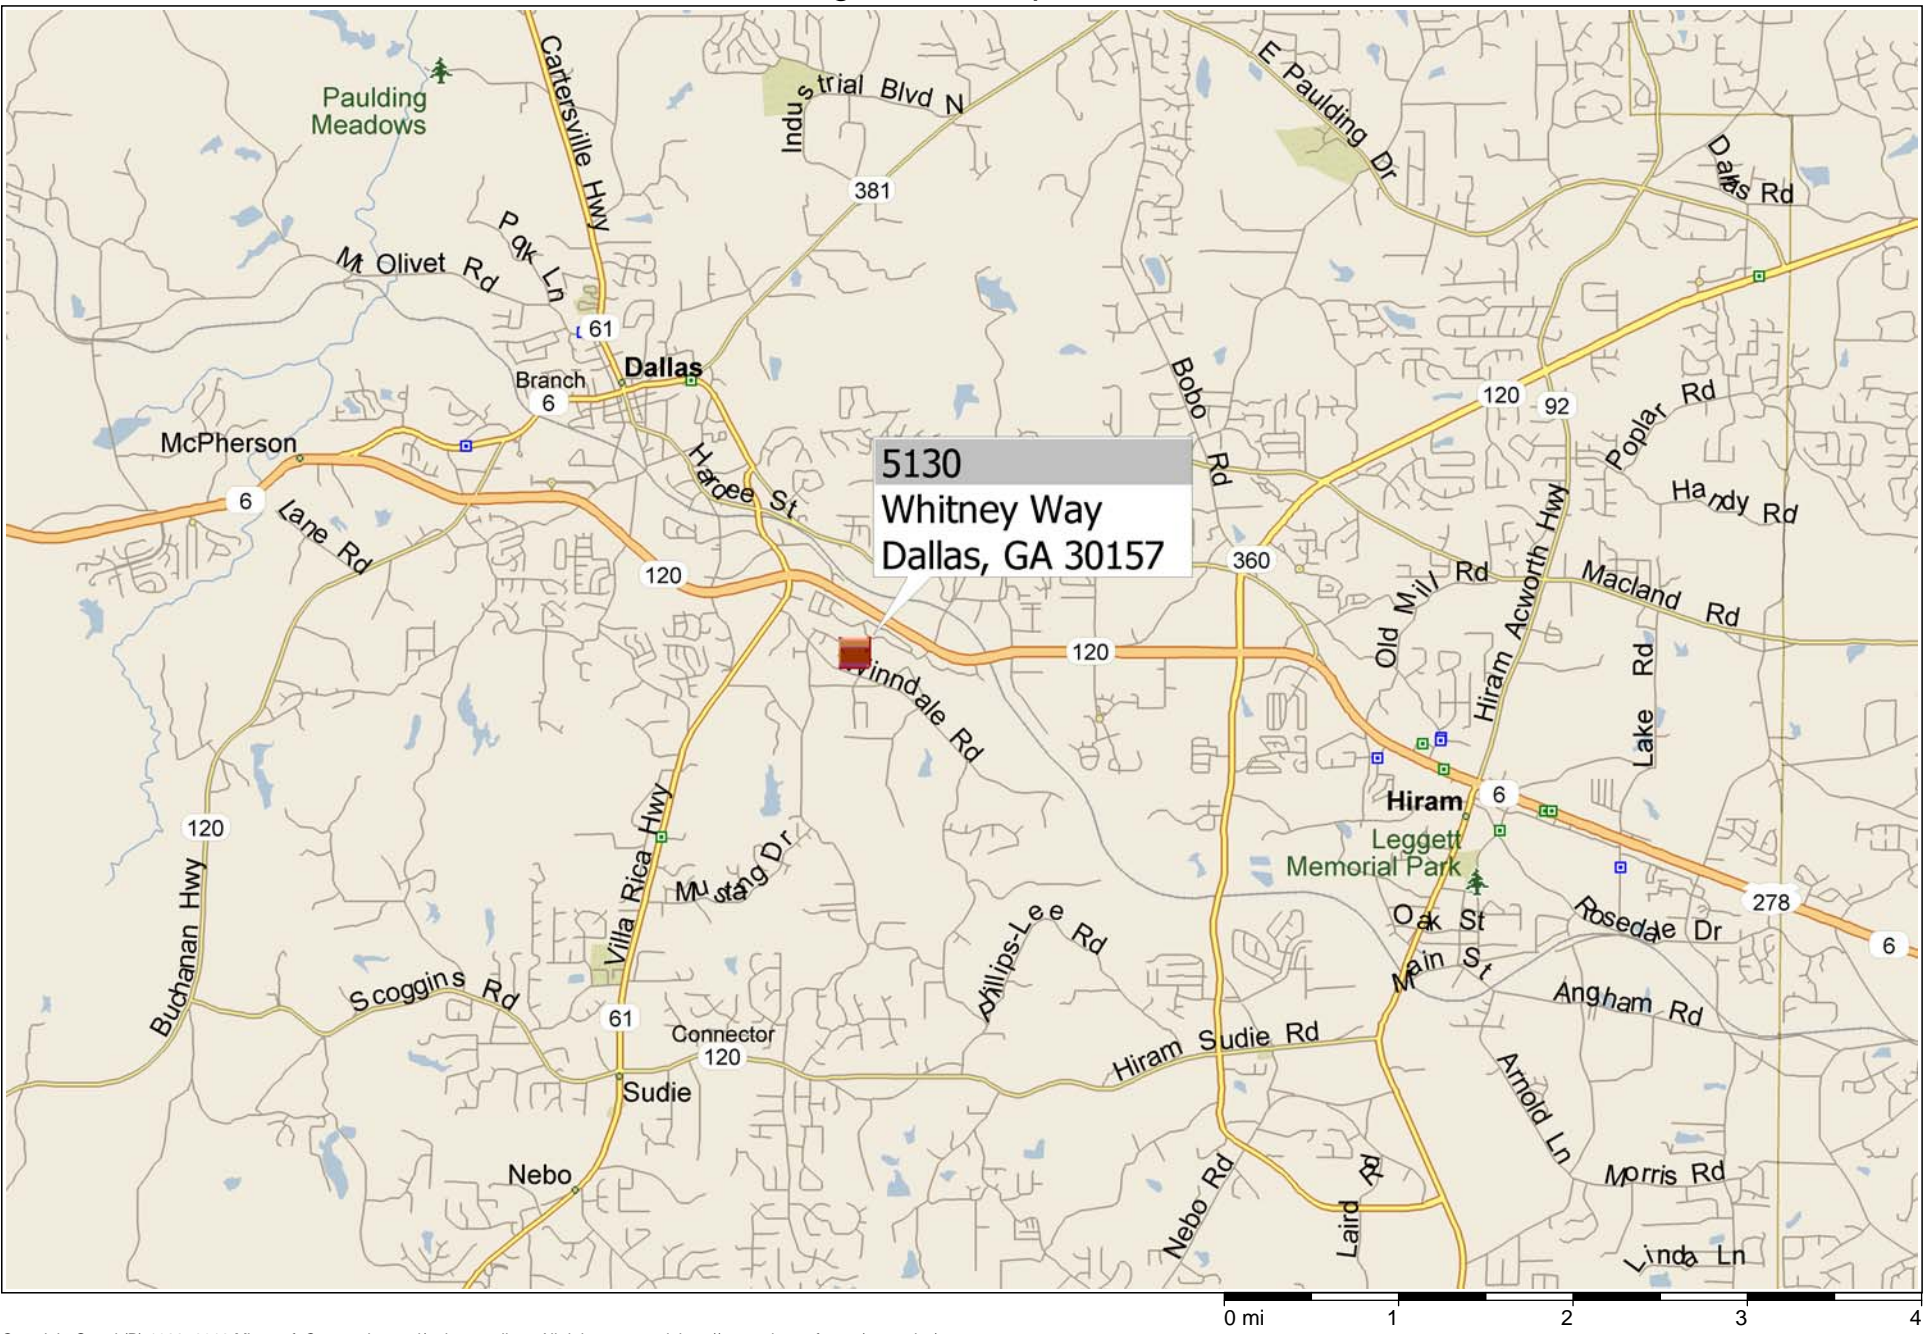 Cartersville Hwy
Paulding
Meadows
Industrial Blvd N
E Paulding Dr
Dallas Rd
381
Polk Ln
Mt Olivet Rd
61
Dallas
Branch
6
McPherson
6
Lane Rd
Hardee St
120
5130
Whitney Way
Dallas, GA 30157
Bobo Rd
120
92
Poplar Rd
Handy Rd
360
Old Mill Rd
Hiram Acworth Hwy
Macland Rd
Lake Rd
120
Winndale Rd
120
Buchanan Hwy
Villa Rica Hwy
Mustang Dr
Hiram
6
Leggett
Memorial Park
278
6
Oak St
Rosedale Dr
Main St
Angham Rd
Phillips-Lee Rd
Scoggins Rd
61
Connector
120
Hiram Sudie Rd
Sudie
Arnold Ln
Nebo
Nebo Rd
Laird Rd
Morris Rd
Linda Ln
0 mi 1 2 3 4